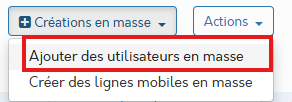 Créations en masse Actions
Ajouter des utilisateurs en masse
Créer des lignes mobiles en masse